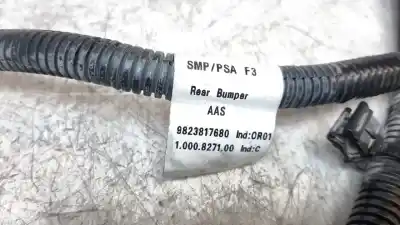 SMP/PSA F3
Rear Bumper
AAS
9823817680 Ind:OR01
1.000.8271.00 Ind:C